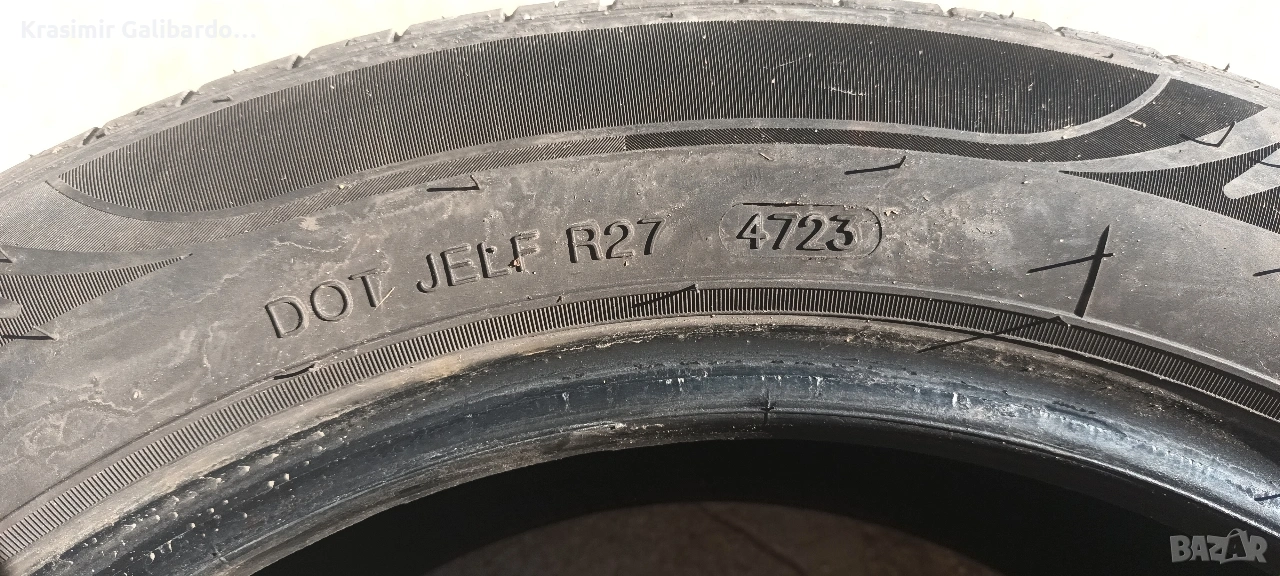 Krasimir Galibardo...
DOT JELF R27 4723
BAZAR